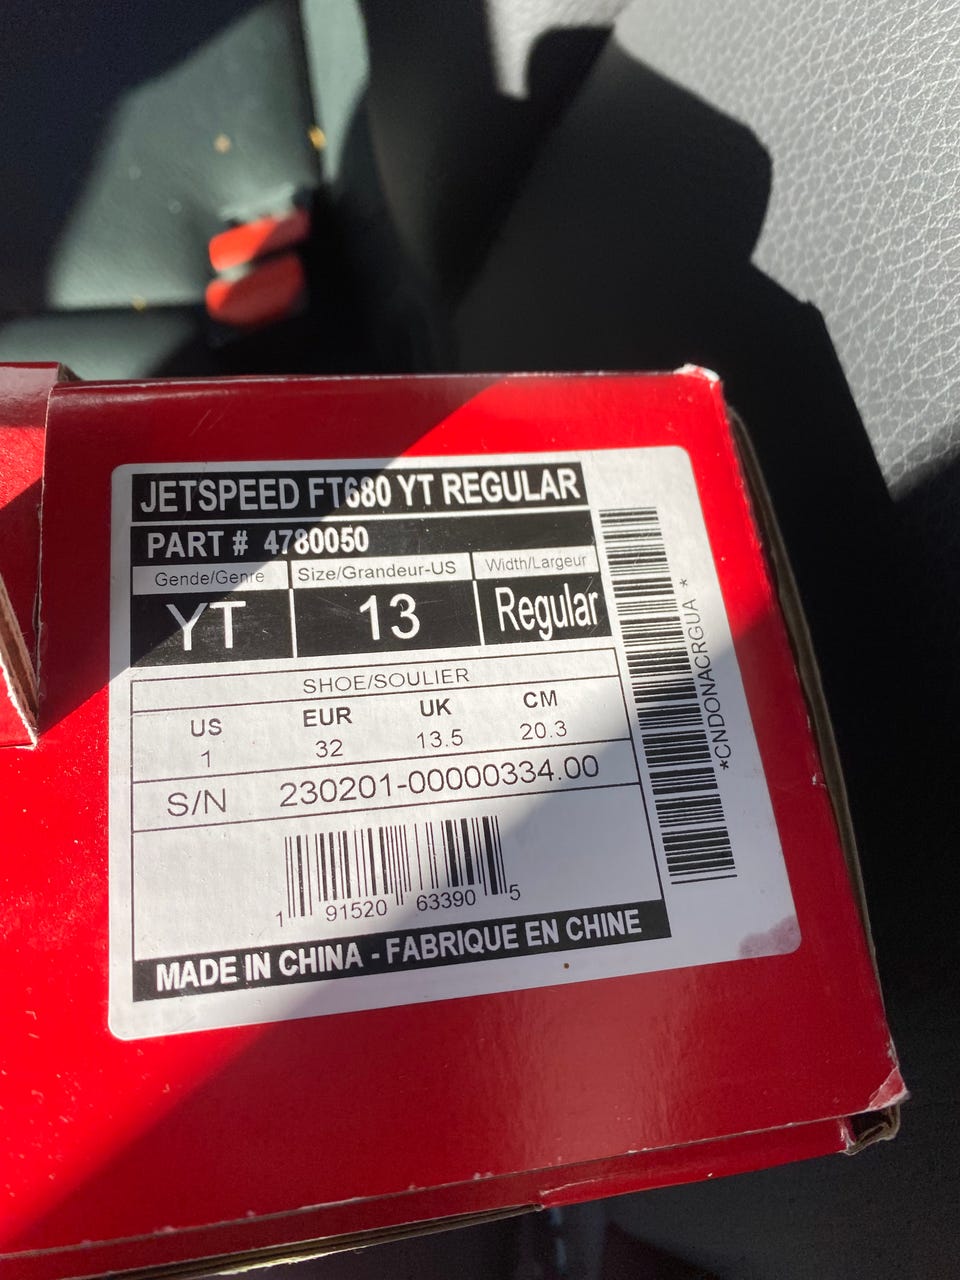 JETSPEED FT680 YT REGULAR
PART # 4780050
Gende/Genre Size/Grandeur-US Width/Largeur
YT 13 Regular
SHOE/SOULIER
US EUR UK CM
1 32 13.5 20.3
S/N 230201-00000334.00
1 91520 63390 5
MADE IN CHINA - FABRIQUE EN CHINE
*CNDONACRGUA *